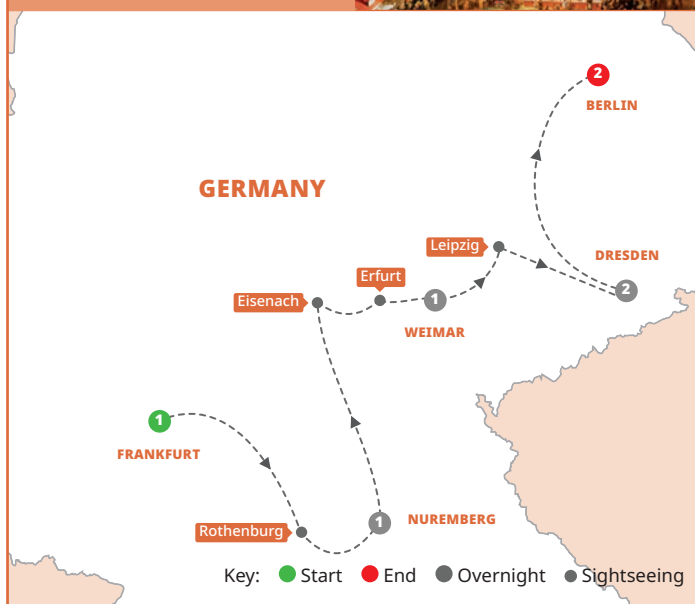 2
BERLIN
GERMANY
Leipzig
DRESDEN
Erfurt
2
Eisenach
1
WEIMAR
1
FRANKFURT
1
NUREMBERG
Rothenburg
Key: Start End Overnight Sightseeing